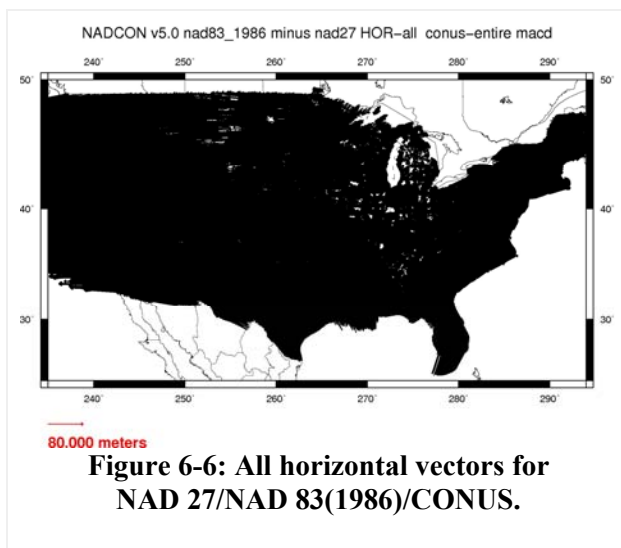 NADCON v5.0 nad83_1986 minus nad27 HOR-all conus-entire macd
240° 250° 260° 270° 280° 290°
50° 50°
40° 40°
30° 30°
240° 250° 260° 270° 280° 290°
80.000 meters
Figure 6-6: All horizontal vectors for
NAD 27/NAD 83(1986)/CONUS.